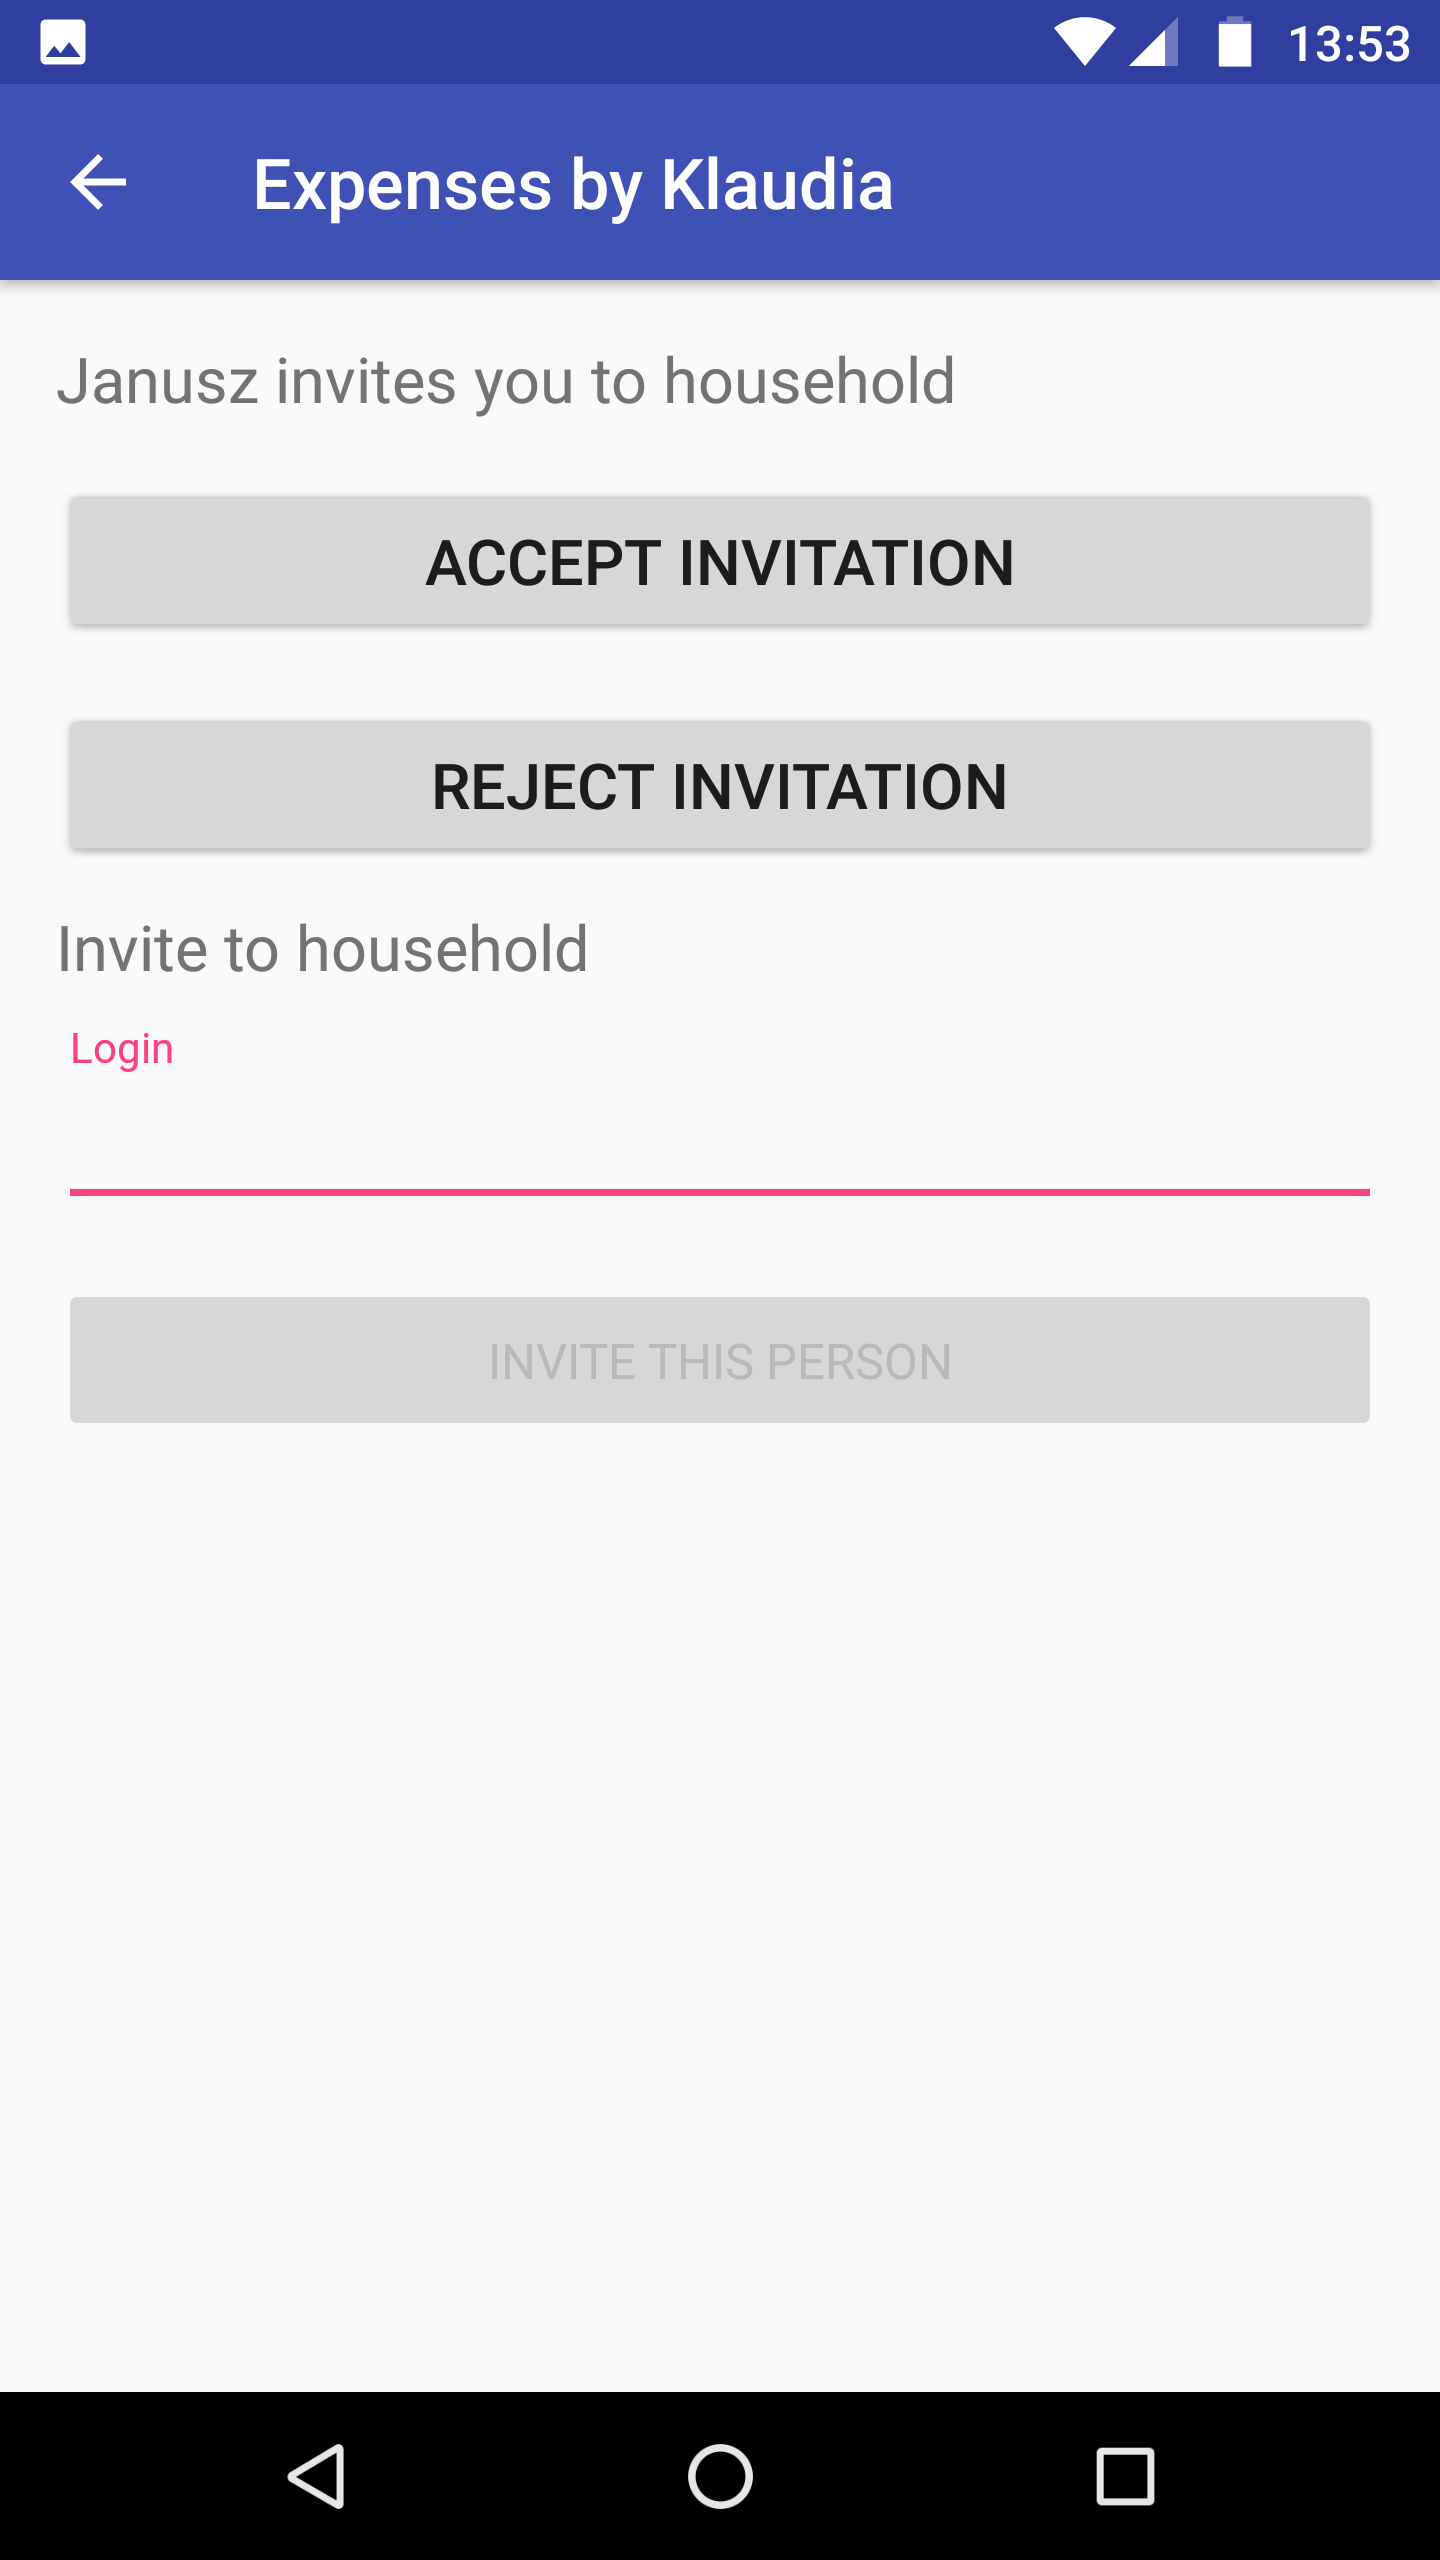 13:53
Expenses by Klaudia
Janusz invites you to household
ACCEPT INVITATION
REJECT INVITATION
Invite to household
Login
INVITE THIS PERSON